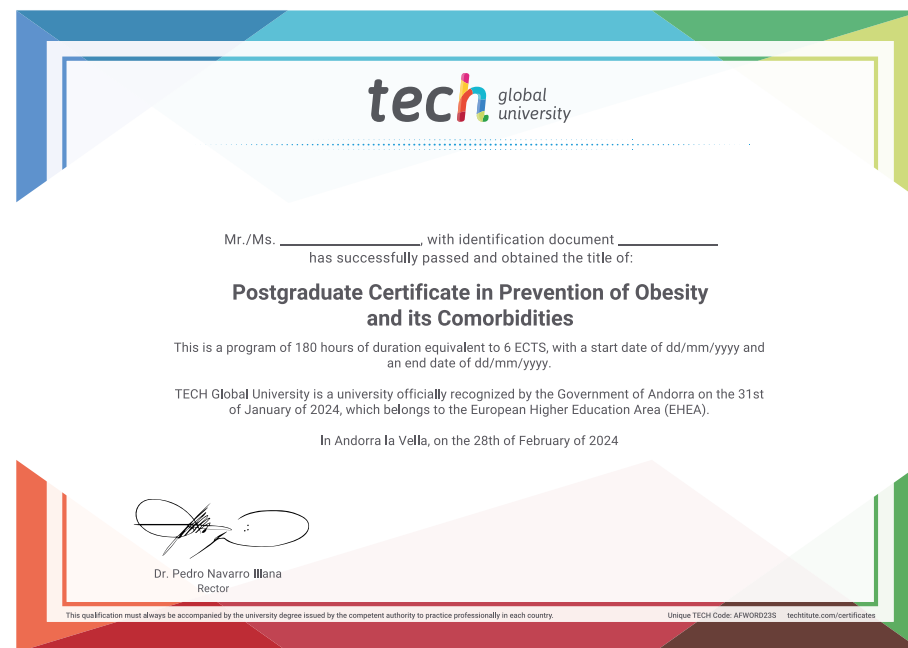 tech global
university
Mr./Ms. ____________, with identification document ____________
has successfully passed and obtained the title of:
Postgraduate Certificate in Prevention of Obesity
and its Comorbidities
This is a program of 180 hours of duration equivalent to 6 ECTS, with a start date of dd/mm/yyyy and
an end date of dd/mm/yyyy.
TECH Global University is a university officially recognized by the Government of Andorra on the 31st
of January of 2024, which belongs to the European Higher Education Area (EHEA).
In Andorra la Vella, on the 28th of February of 2024
Dr. Pedro Navarro Illana
Rector
This qualification must always be accompanied by the university degree issued by the competent authority to practice professionally in each country. Unique TECH Code: AFWORD23S techtitute.com/certificates